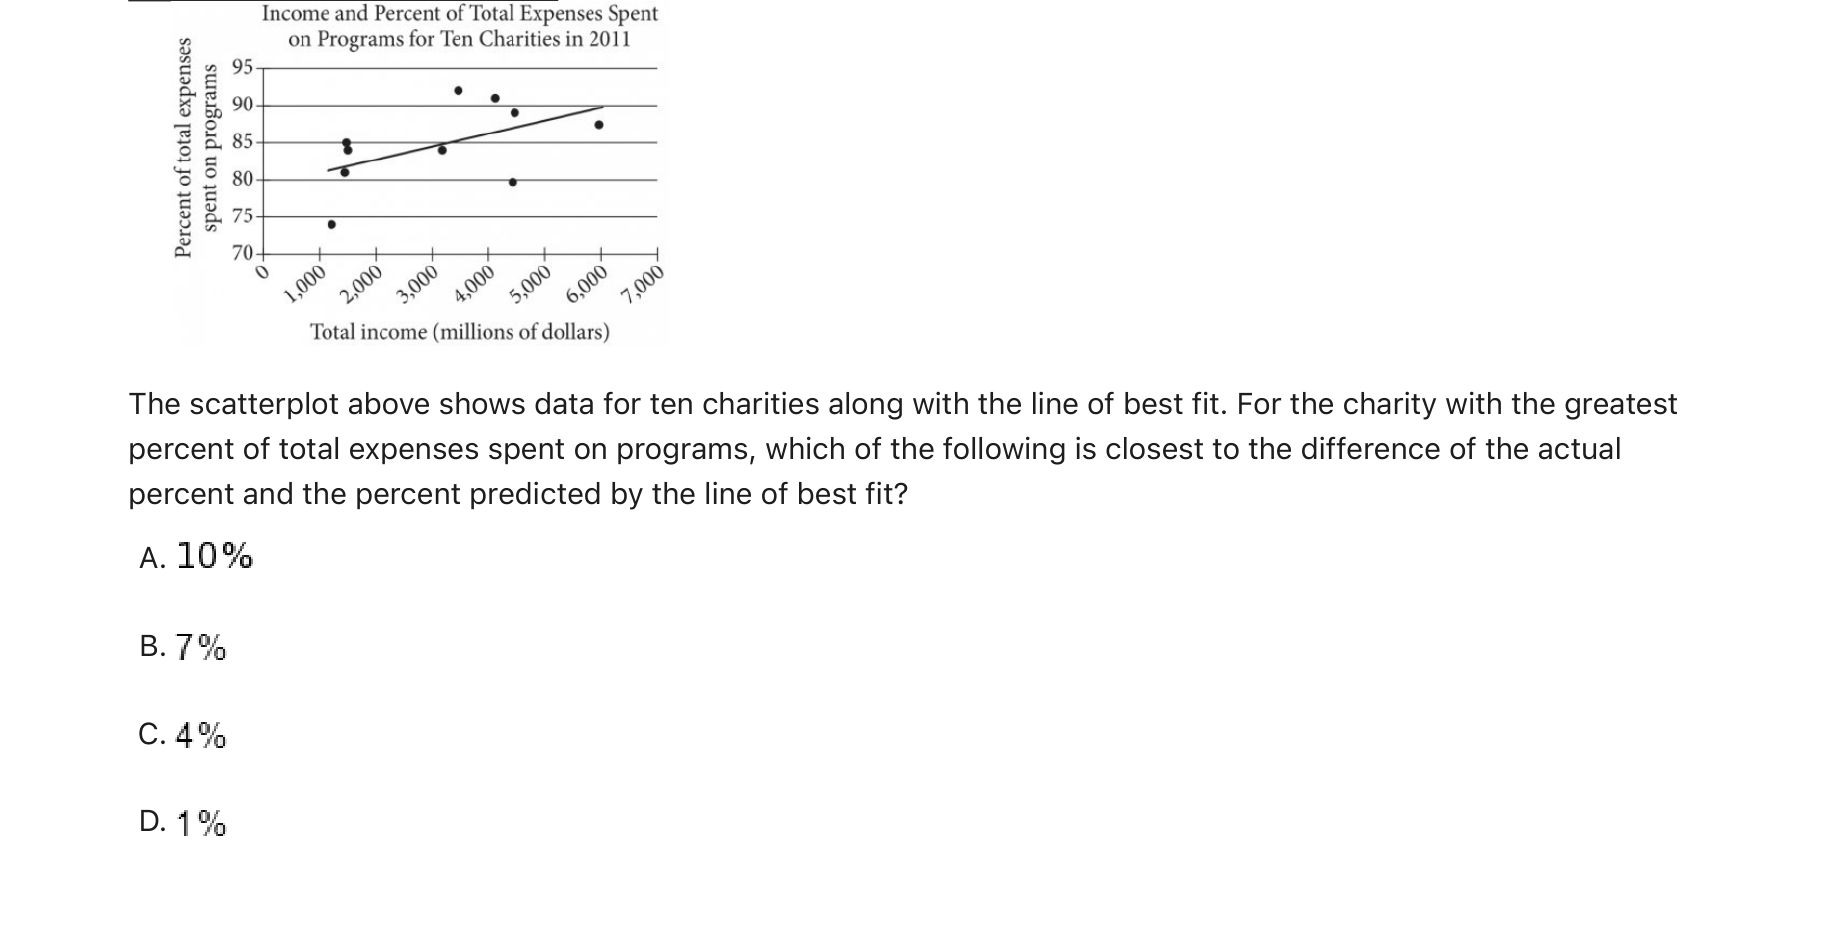 Income and Percent of Total Expenses Spent
on Programs for Ten Charities in 2011
Percent of total expenses
spent on programs
95
90
85
80
75
70
0
1,000
2,000
3,000
4,000
5,000
6,000
7,000
Total income (millions of dollars)
The scatterplot above shows data for ten charities along with the line of best fit. For the charity with the greatest
percent of total expenses spent on programs, which of the following is closest to the difference of the actual
percent and the percent predicted by the line of best fit?
A. 10%
B. 7%
C. 4%
D. 1%